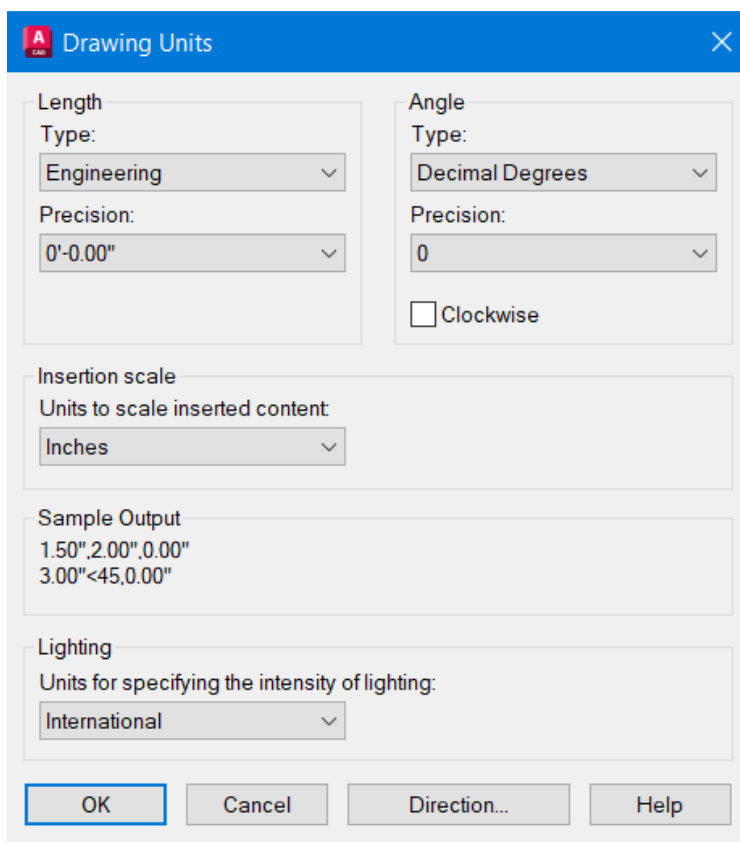 A
CAD
Drawing Units
Length
Type:
Engineering
Precision:
0'-0.00"
Angle
Type:
Decimal Degrees
Precision:
0
Clockwise
Insertion scale
Units to scale inserted content:
Inches
Sample Output
1.50",2.00",0.00"
3.00"<45,0.00"
Lighting
Units for specifying the intensity of lighting:
International
OK Cancel Direction... Help